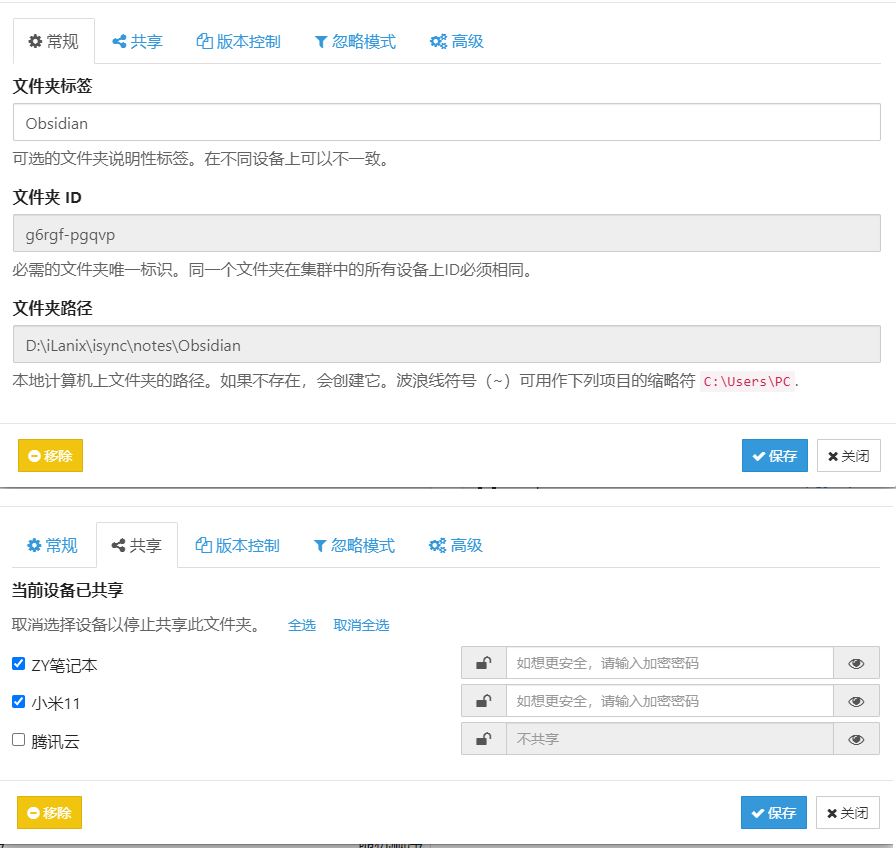 常规 共享 版本控制 忽略模式 高级
文件夹标签
Obsidian
可选的文件夹说明性标签。在不同设备上可以不一致。
文件夹 ID
g6rgf-pgqvp
必需的文件夹唯一标识。同一个文件夹在集群中的所有设备上ID必须相同。
文件夹路径
D:\iLanix\isync\notes\Obsidian
本地计算机上文件夹的路径。如果不存在，会创建它。波浪线符号（~）可用作下列项目的缩略符 C:\Users\PC.
移除 保存 关闭
常规 共享 版本控制 忽略模式 高级
当前设备已共享
取消选择设备以停止共享此文件夹。 全选 取消全选
ZY笔记本 如想更安全，请输入加密密码
小米11 如想更安全，请输入加密密码
腾讯云 不共享
移除 保存 关闭